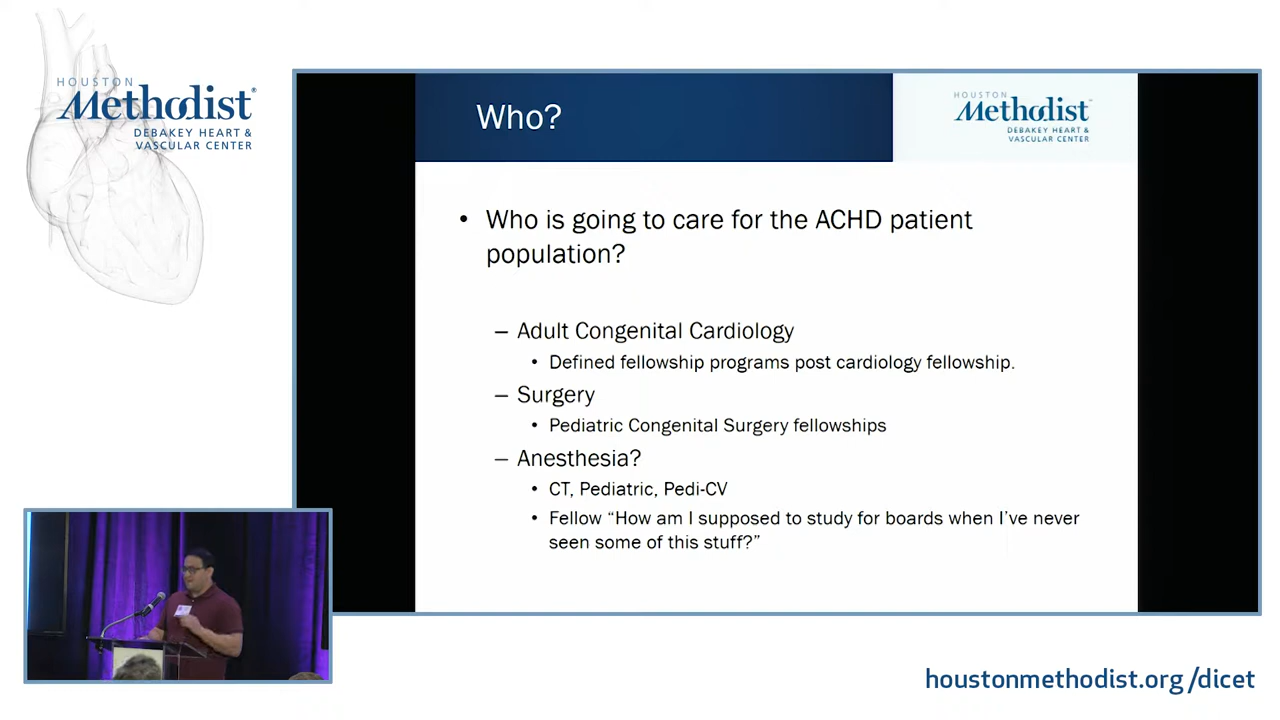 HOUSTON
Methodist®
DEBAKEY HEART &
VASCULAR CENTER
Who?
HOUSTON
Methodist
DEBAKEY HEART &
VASCULAR CENTER
• Who is going to care for the ACHD patient
population?
– Adult Congenital Cardiology
• Defined fellowship programs post cardiology fellowship.
– Surgery
• Pediatric Congenital Surgery fellowships
– Anesthesia?
• CT, Pediatric, Pedi-CV
• Fellow “How am I supposed to study for boards when I’ve never
seen some of this stuff?”
houstonmethodist.org/dicet